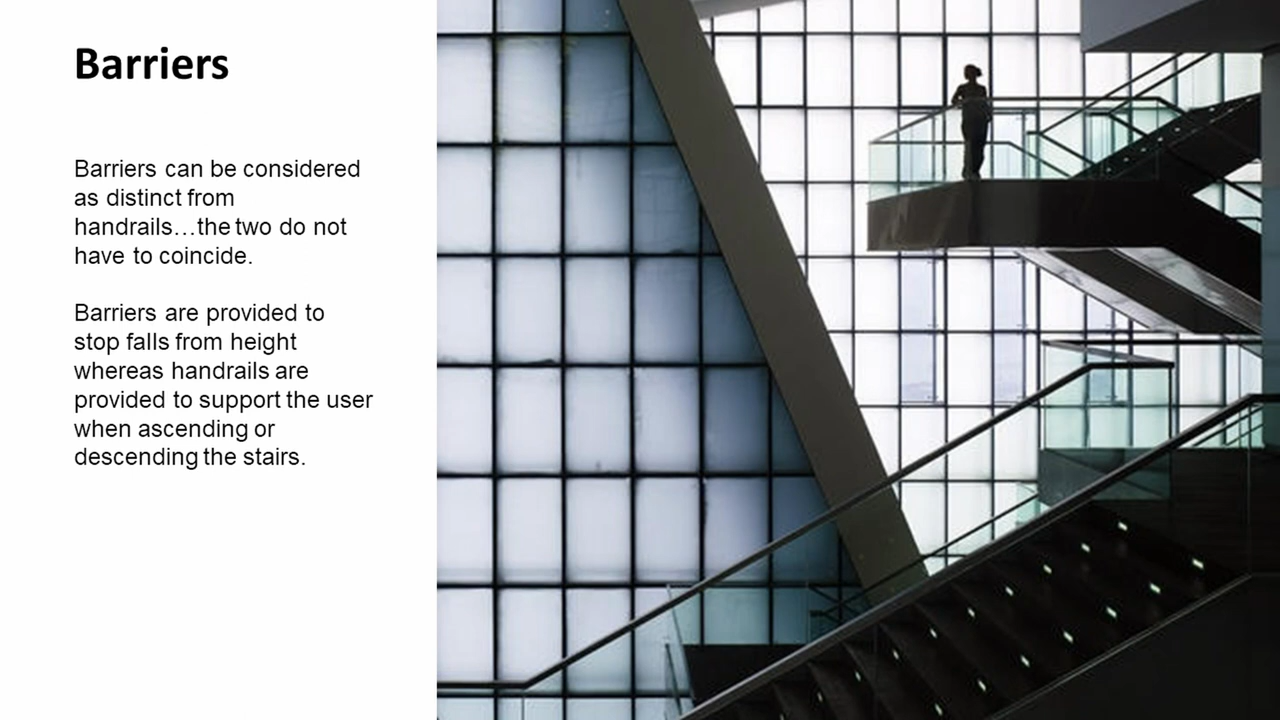 Barriers
Barriers can be considered
as distinct from
handrails…the two do not
have to coincide.
Barriers are provided to
stop falls from height
whereas handrails are
provided to support the user
when ascending or
descending the stairs.